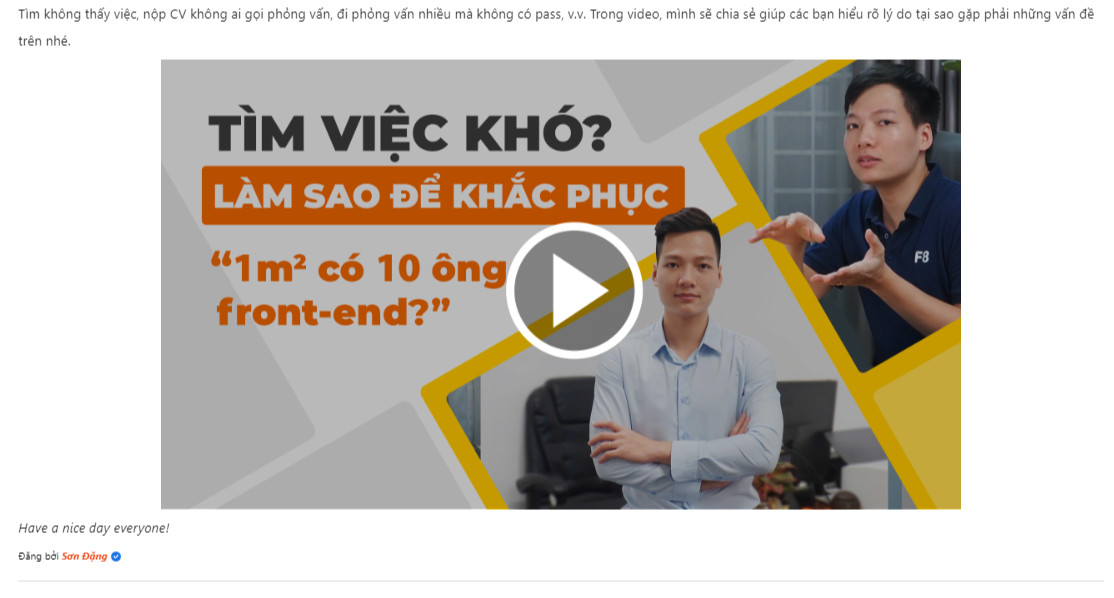 Tìm không thấy việc, nộp CV không ai gọi phỏng vấn, đi phỏng vấn nhiều mà không có pass, v.v. Trong video, mình sẽ chia sẻ giúp các bạn hiểu rõ lý do tại sao gặp phải những vấn đề
trên nhé.
TÌM VIỆC KHÓ?
LÀM SAO ĐỂ KHẮC PHỤC
“1m² có 10 ông
front-end?”
F8
Have a nice day everyone!
Đăng bởi Sơn Đặng